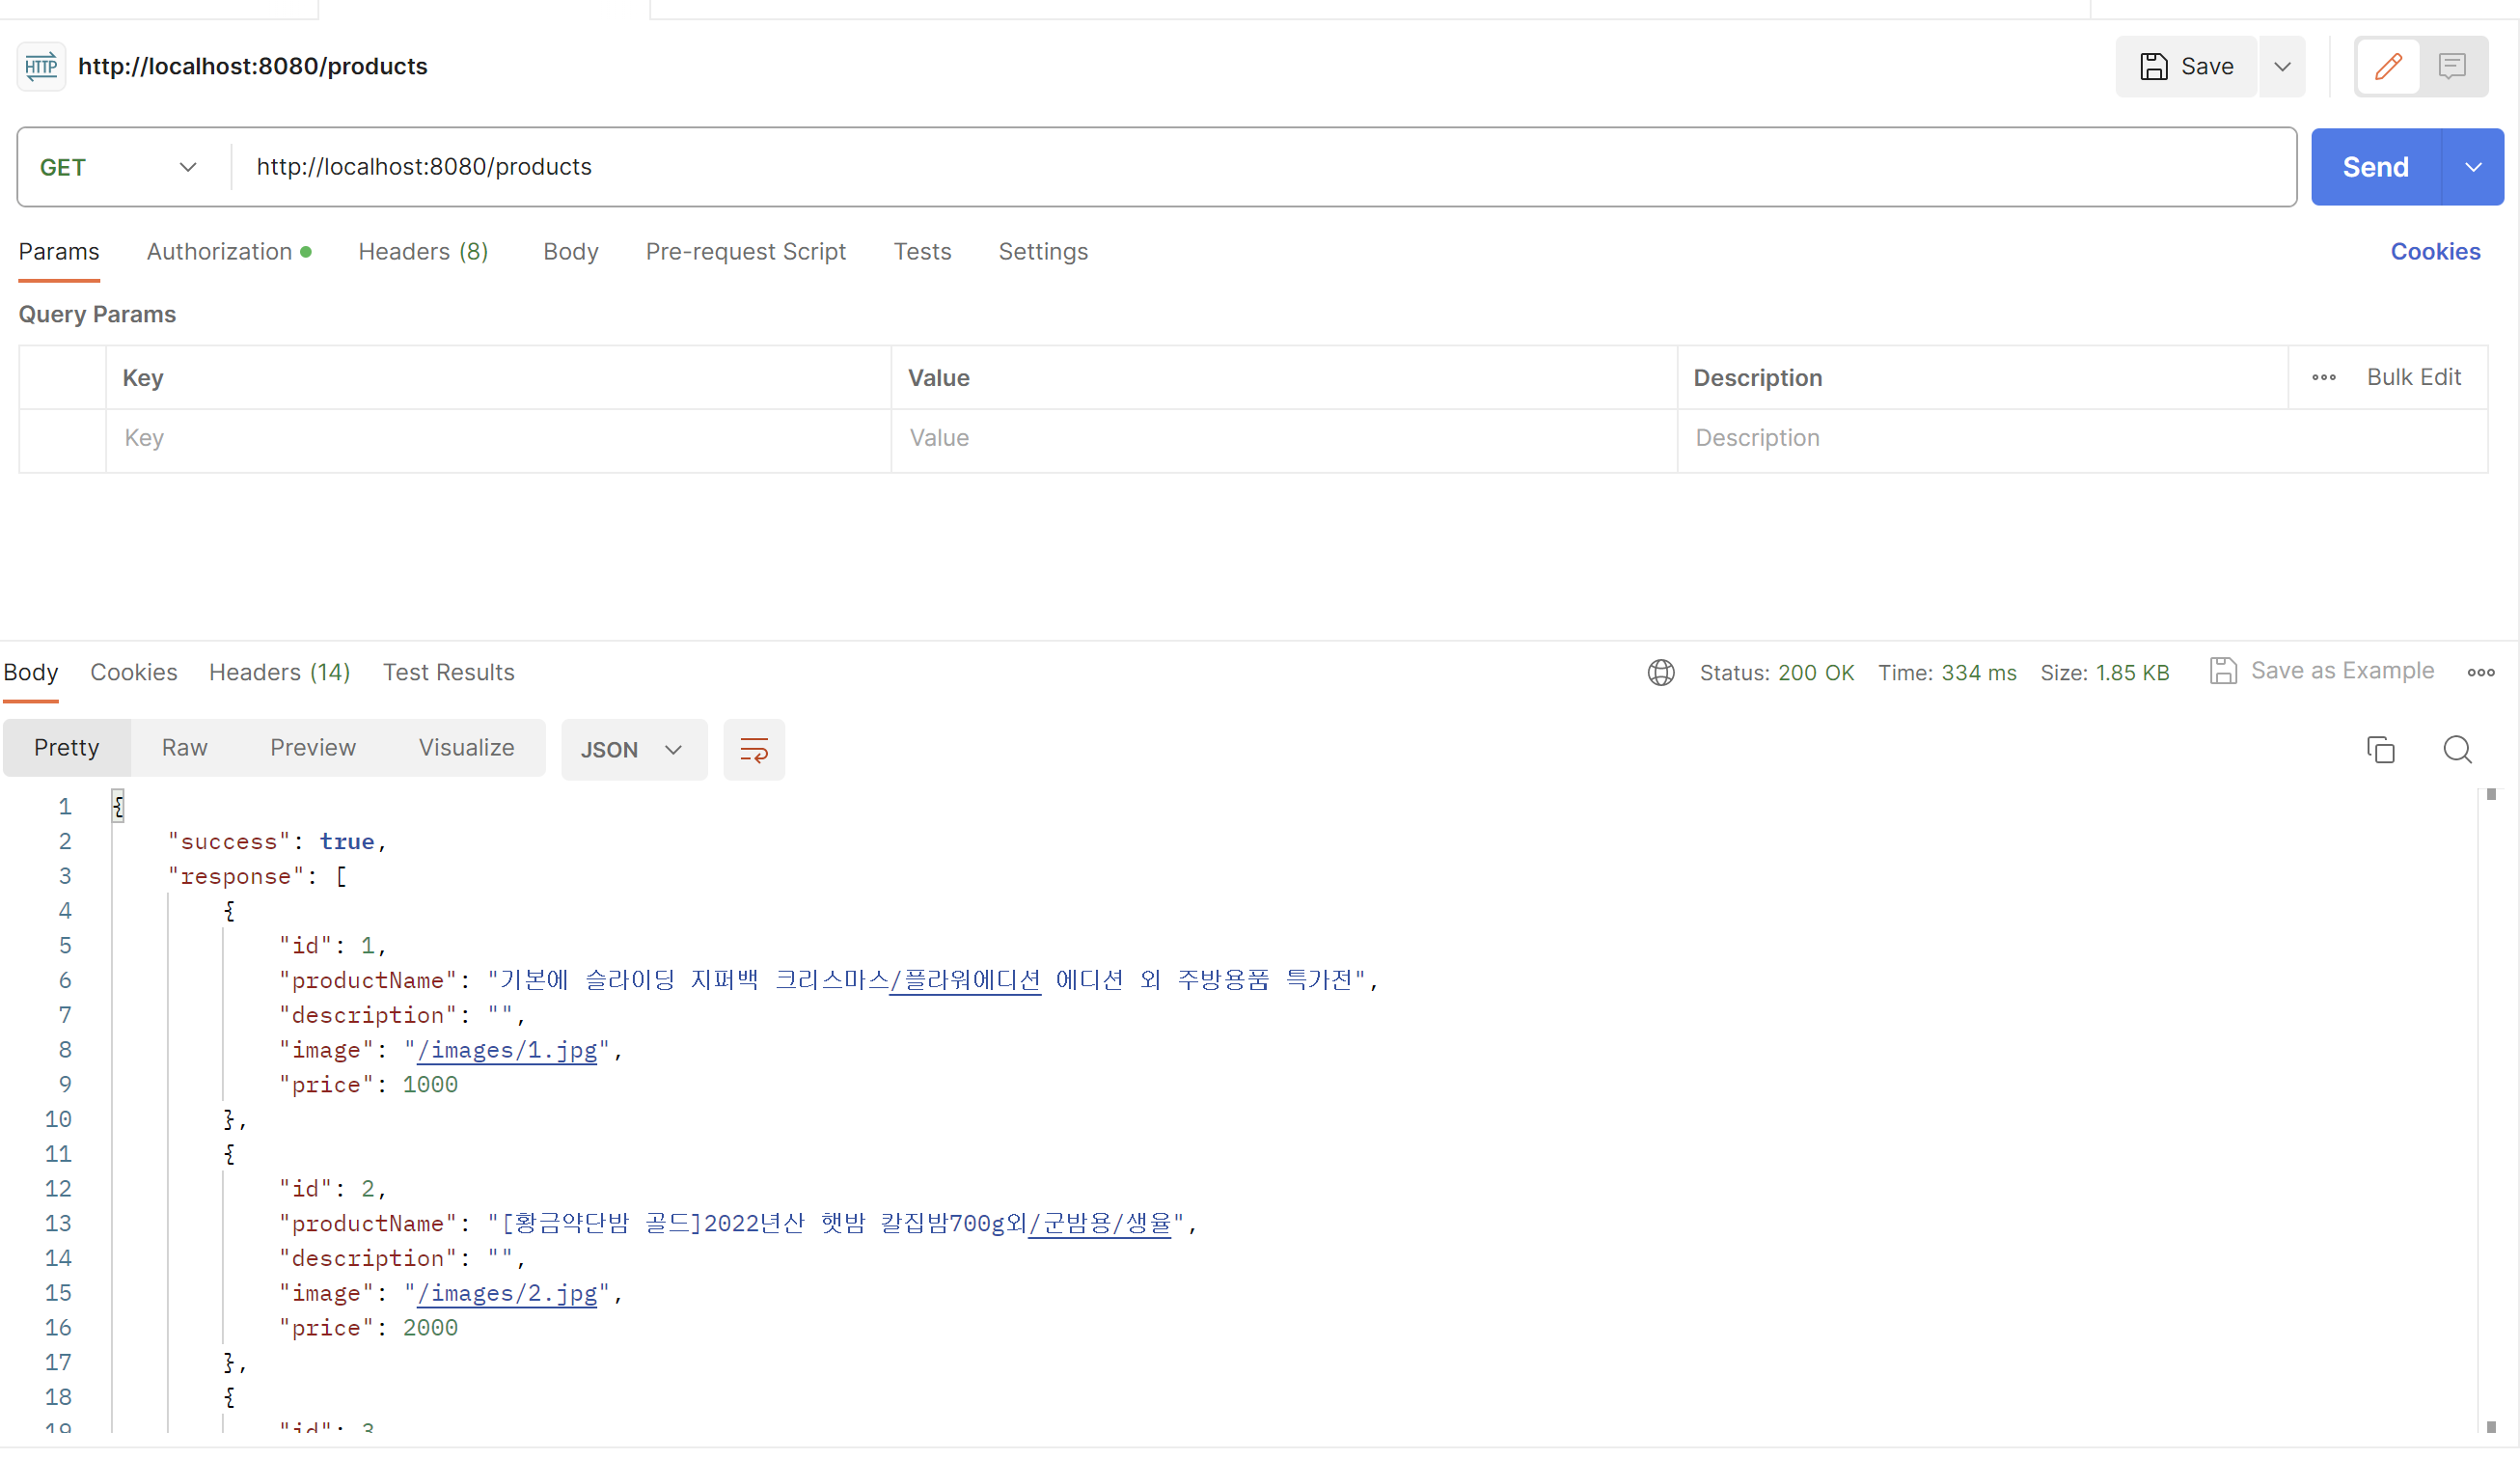 HTTP http://localhost:8080/products Save
GET http://localhost:8080/products Send
Params Authorization Headers (8) Body Pre-request Script Tests Settings Cookies
Query Params
Key Value Description Bulk Edit
Key Value Description
Body Cookies Headers (14) Test Results Status: 200 OK Time: 334 ms Size: 1.85 KB Save as Example
Pretty Raw Preview Visualize JSON
1 {
2 "success": true,
3 "response": [
4 {
5 "id": 1,
6 "productName": "기본에 슬라이딩 지퍼백 크리스마스/플라워에디션 에디션 외 주방용품 특가전",
7 "description": "",
8 "image": "/images/1.jpg",
9 "price": 1000
10 },
11 {
12 "id": 2,
13 "productName": "[황금약단밤 골드]2022년산 햇밤 칼집밤700g외/군밤용/생율",
14 "description": "",
15 "image": "/images/2.jpg",
16 "price": 2000
17 },
18 {
19 "id": 3